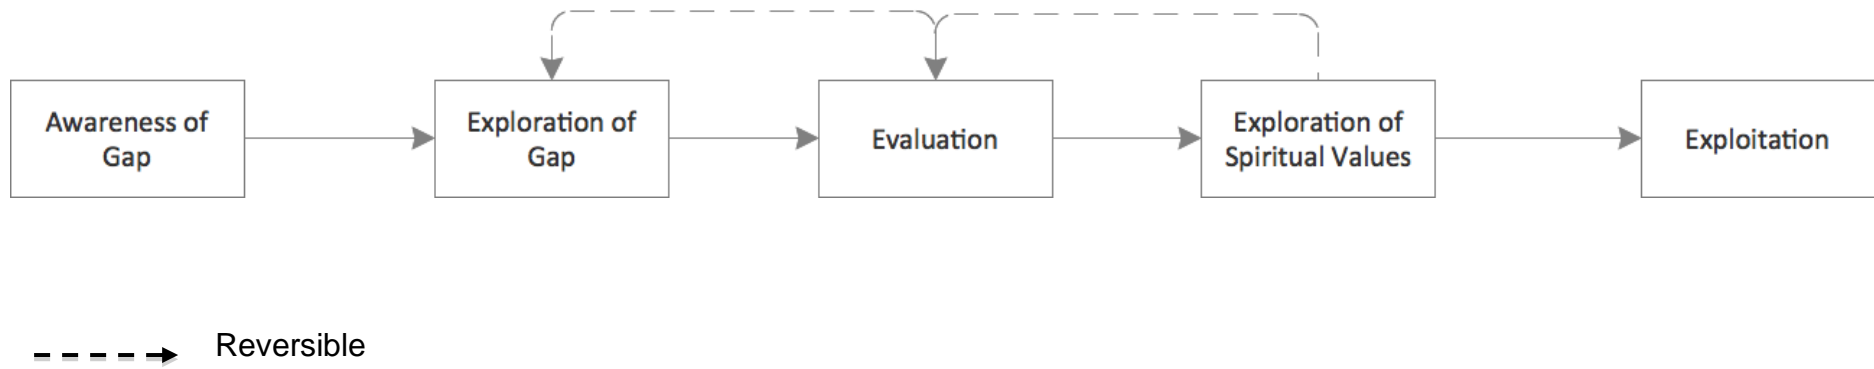 Awareness of
Gap
Exploration of
Gap
Evaluation
Exploration of
Spiritual Values
Exploitation
Reversible